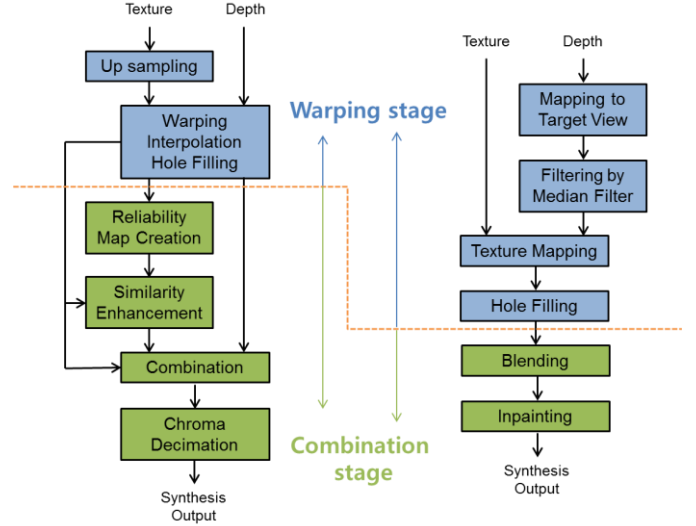 Texture
Depth
Up sampling
Warping
Interpolation
Hole Filling
Reliability
Map Creation
Similarity
Enhancement
Combination
Chroma
Decimation
Synthesis
Output
Warping stage
Combination
stage
Texture
Depth
Mapping to
Target View
Filtering by
Median Filter
Texture Mapping
Hole Filling
Blending
Inpainting
Synthesis
Output